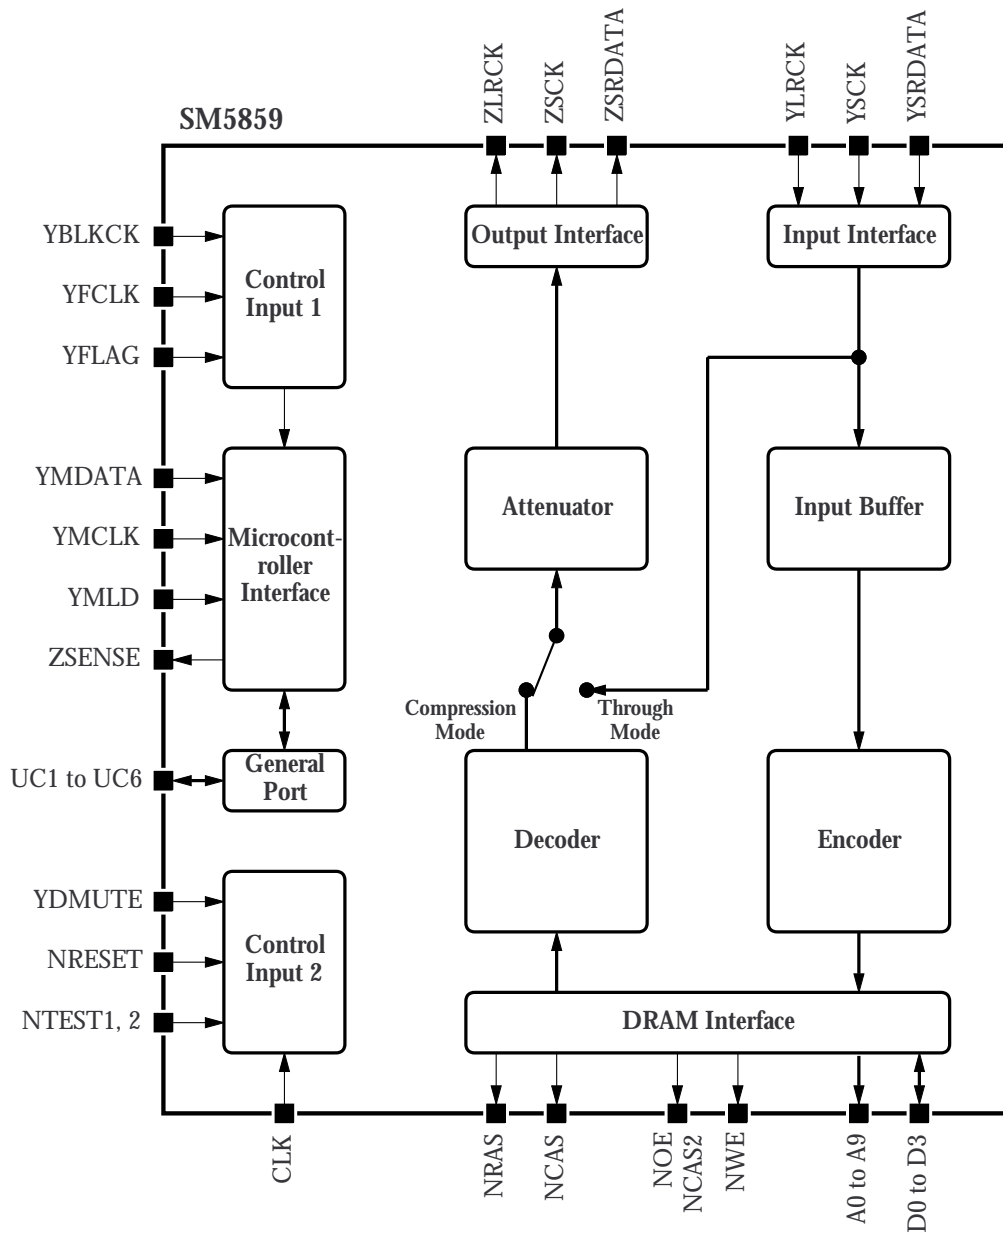 SM5859
ZLRCK
ZSCK
ZSRDATA
YLRCK
YSCK
YSRDATA
YBLKCK
YFCLK
YFLAG
Control
Input 1
Output Interface
Input Interface
YMDATA
YMCLK
YMLD
ZSENSE
Microcont-
roller
Interface
Attenuator
Input Buffer
Compression
Mode
Through
Mode
UC1 to UC6
General
Port
Decoder
Encoder
YDMUTE
NRESET
NTEST1, 2
Control
Input 2
DRAM Interface
CLK
NRAS
NCAS
NOE
NCAS2
NWE
A0 to A9
D0 to D3